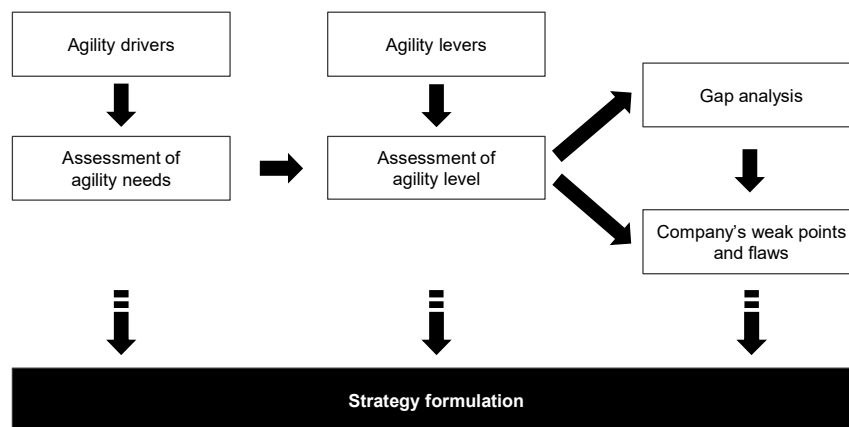 Agility drivers
Agility levers
Gap analysis
Assessment of
agility needs
Assessment of
agility level
Company's weak points
and flaws
Strategy formulation